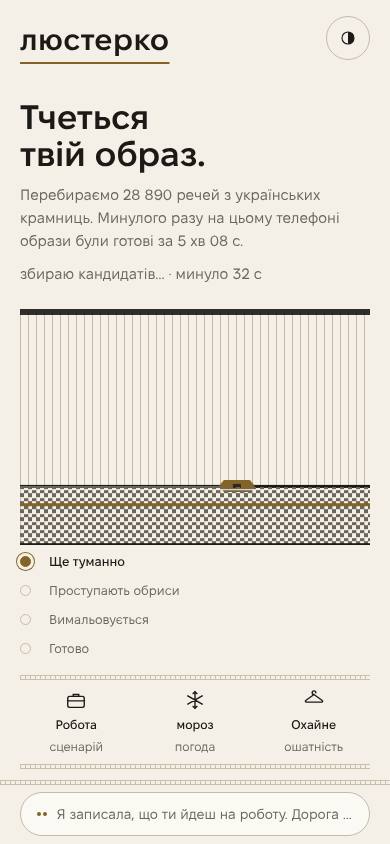 люстерко
Тчеться
твій образ.
Перебираємо 28 890 речей з українських
крамниць. Минулого разу на цьому телефоні
образи були готові за 5 хв 08 с.
збираю кандидатів… · минуло 32 с
Ще туманно
Проступають обриси
Вимальовується
Готово
Робота
сценарій
мороз
погода
Охайне
ошатність
Я записала, що ти йдеш на роботу. Дорога …